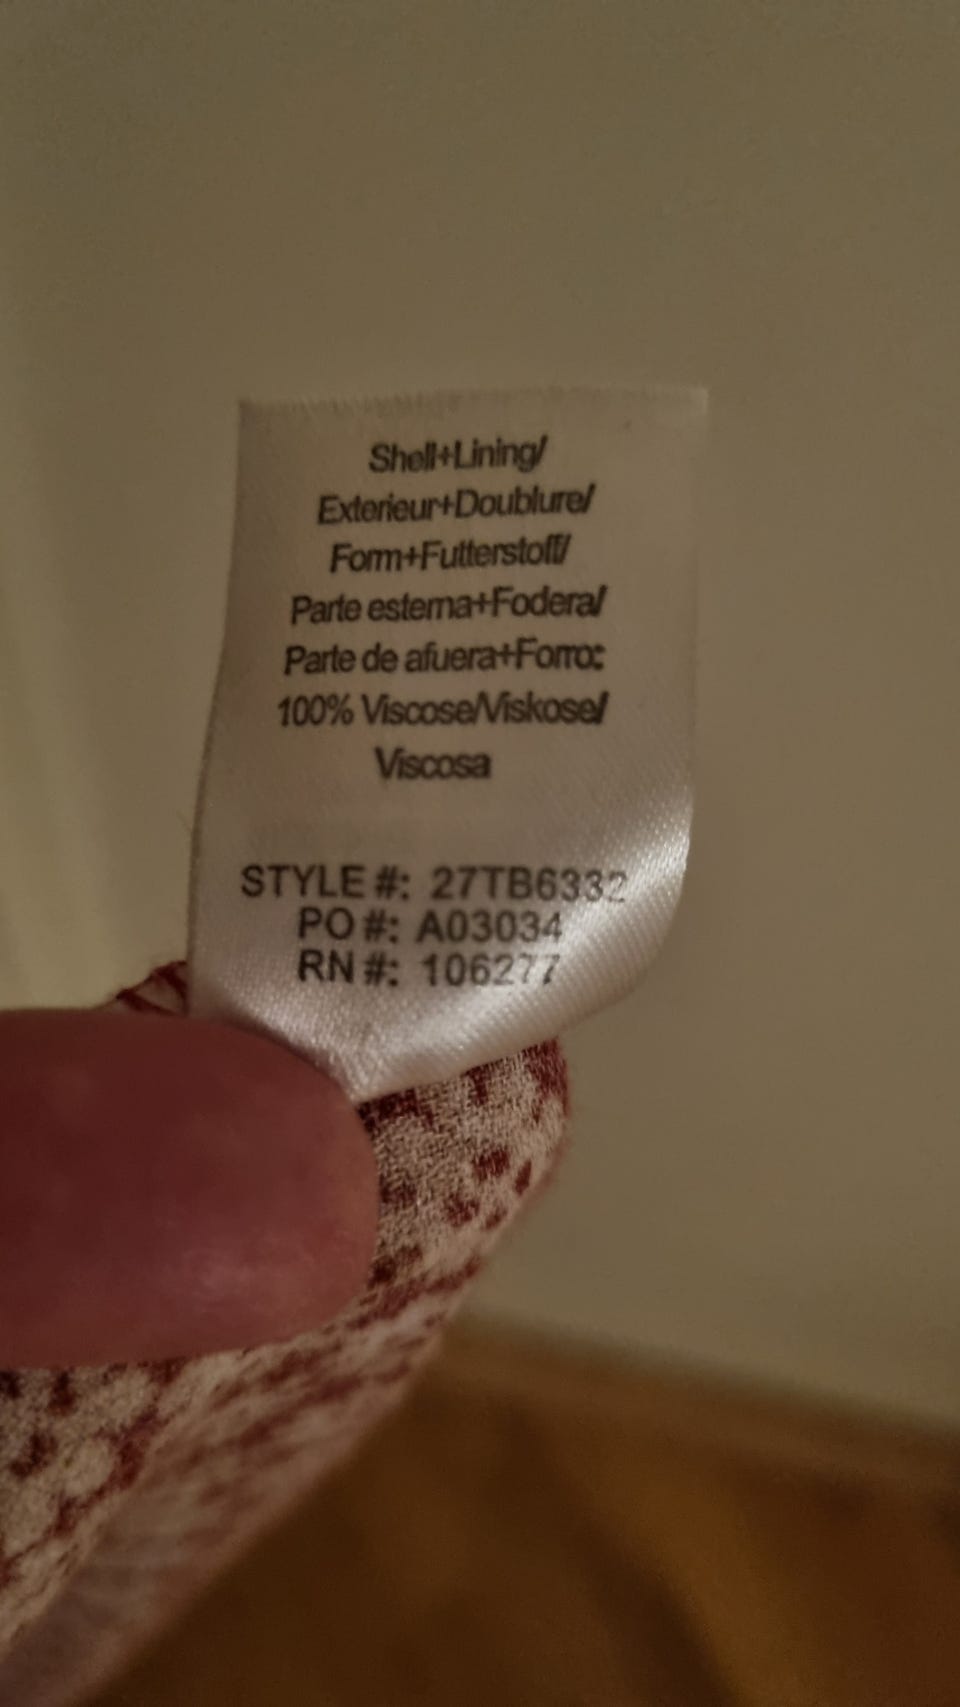 Shell+Lining/
Exterieur+Doublure/
Form+Futterstoff/
Parte esterna+Fodera/
Parte de afuera+Forro:
100% Viscose/Viskose/
Viscosa
STYLE #: 27TB6332
PO #: A03034
RN #: 106277